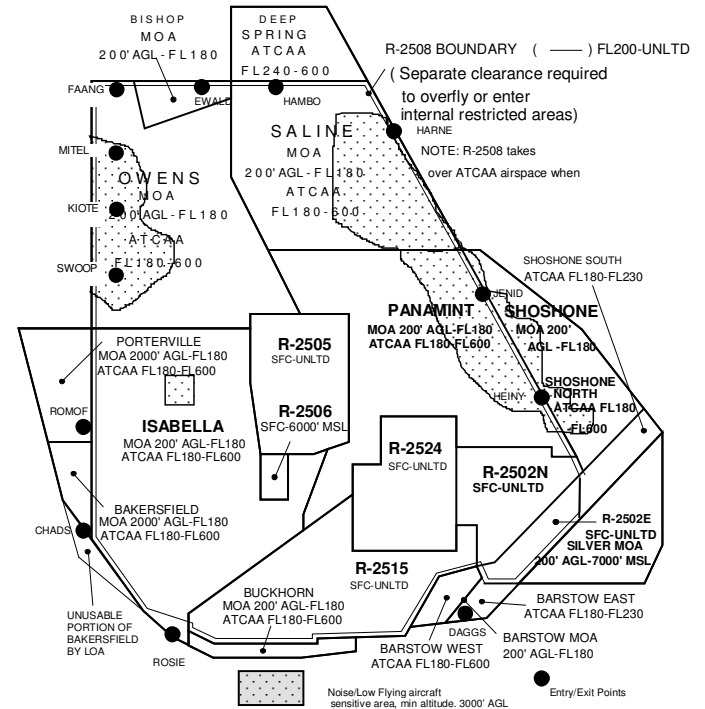 BISHOP
MOA
200' AGL-FL180
DEEP
SPRING
ATCAA
FL240-600
R-2508 BOUNDARY ( —— ) FL200-UNLTD
( Separate clearance required
to overfly or enter
internal restricted areas)
FAANG
EWALD
HAMBO
HARNE
NOTE: R-2508 takes
over ATCAA airspace when
SALINE
MOA
200' AGL-FL180
ATCAA
FL180-600
MITEL
OWENS
MOA
200' AGL-FL180
ATCAA
FL180-600
KIOTE
SWOOP
SHOSHONE SOUTH
ATCAA FL180-FL230
JENID
PANAMINT
MOA 200' AGL-FL180
ATCAA FL180-FL600
SHOSHONE
MOA 200'
AGL -FL180
PORTERVILLE
MOA 2000' AGL-FL180
ATCAA FL180-FL600
R-2505
SFC-UNLTD
R-2506
SFC-6000' MSL
HEINY
SHOSHONE
NORTH
ATCAA FL180
-FL600
ROMOF
ISABELLA
MOA 200' AGL-FL180
ATCAA FL180-FL600
R-2524
SFC-UNLTD
R-2502N
SFC-UNLTD
BAKERSFIELD
MOA 2000' AGL-FL180
ATCAA FL180-FL600
CHADS
R-2502E
SFC-UNLTD
SILVER MOA
200' AGL-7000' MSL
R-2515
SFC-UNLTD
BUCKHORN
MOA 200' AGL-FL180
ATCAA FL180-FL600
BARSTOW EAST
ATCAA FL180-FL230
UNUSABLE
PORTION OF
BAKERSFIELD
BY LOA
ROSIE
DAGGS
BARSTOW WEST
ATCAA FL180-FL600
BARSTOW MOA
200' AGL-FL180
Noise/Low Flying aircraft
sensitive area, min altitude. 3000' AGL
Entry/Exit Points